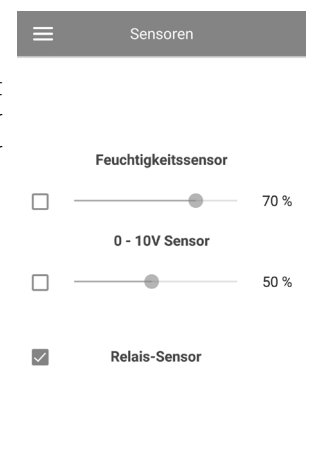 Sensoren
Feuchtigkeitssensor
70 %
0 - 10V Sensor
50 %
Relais-Sensor